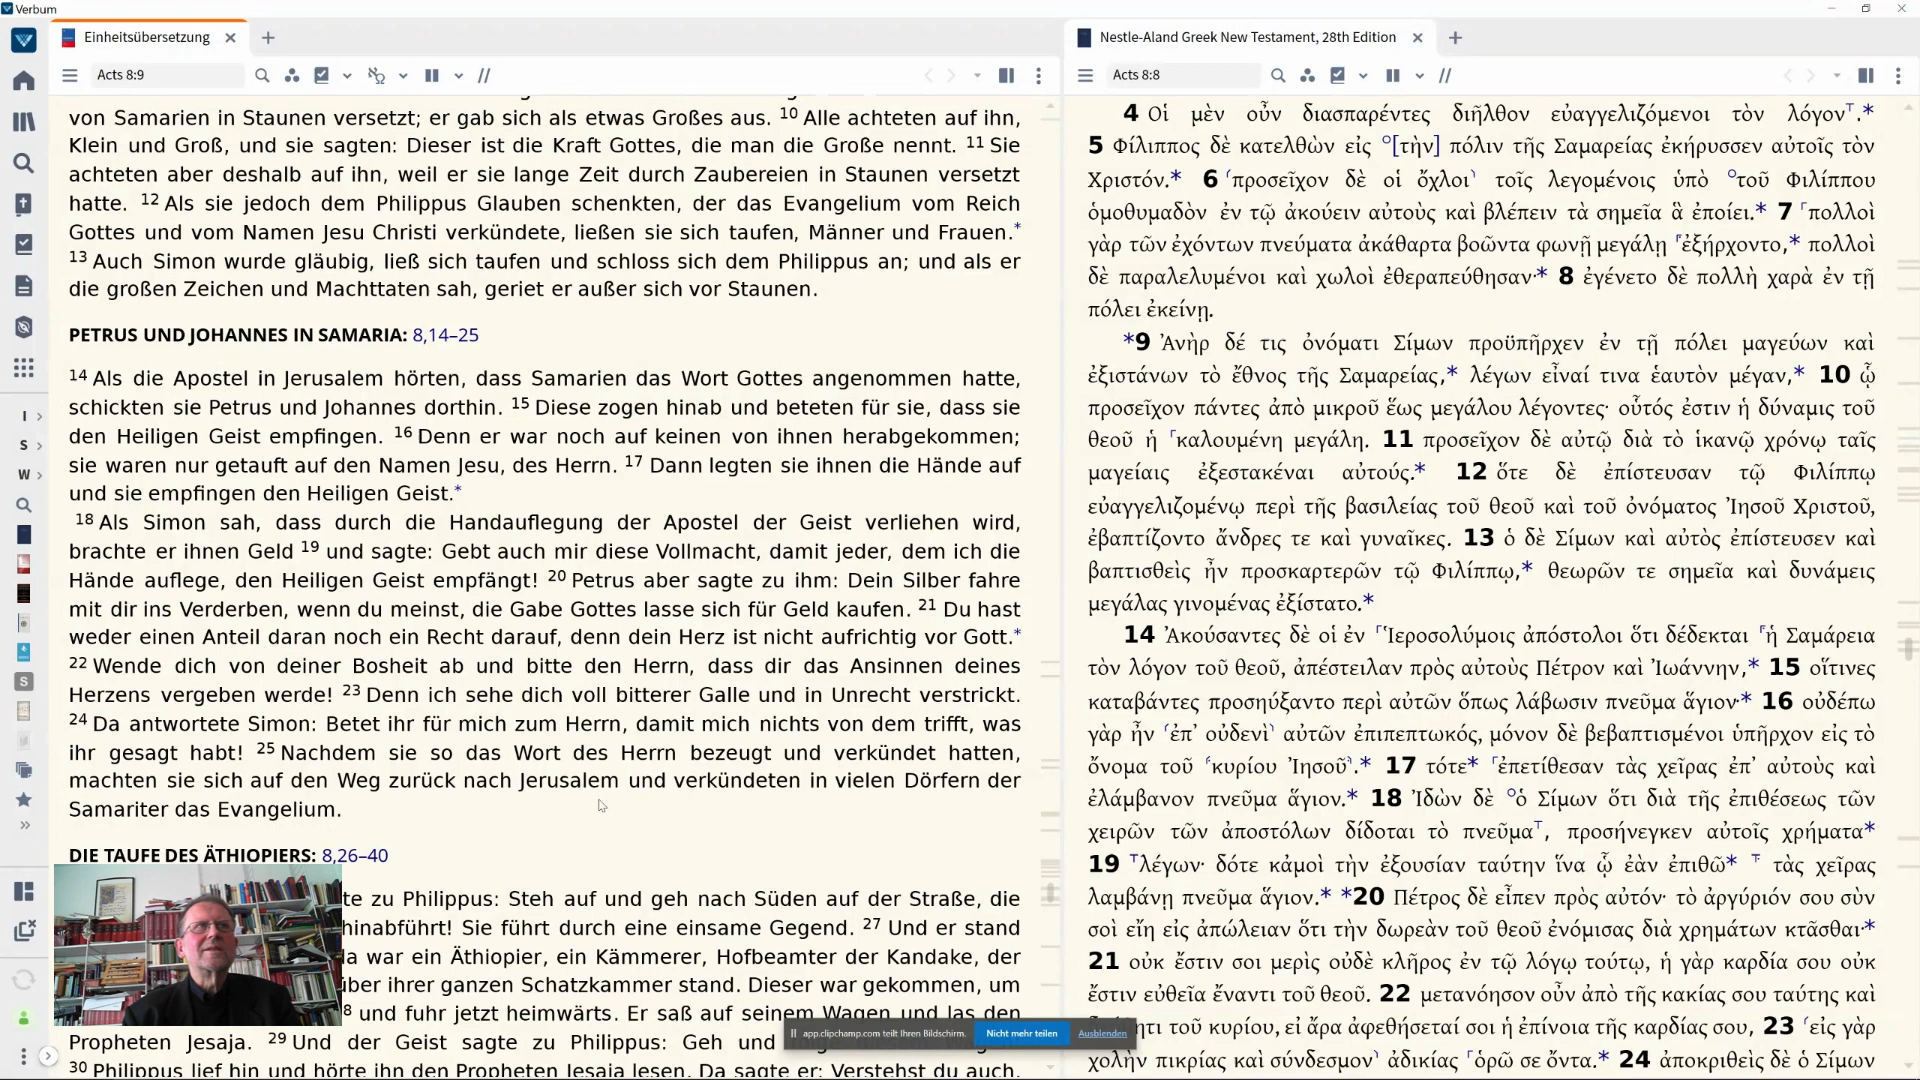 Verbum
Einheitsübersetzung
Acts 8:9
von Samarien in Staunen versetzt; er gab sich als etwas Großes aus. 10 Alle achteten auf ihn,
Klein und Groß, und sie sagten: Dieser ist die Kraft Gottes, die man die Große nennt. 11 Sie
achteten aber deshalb auf ihn, weil er sie lange Zeit durch Zaubereien in Staunen versetzt
hatte. 12 Als sie jedoch dem Philippus Glauben schenkten, der das Evangelium vom Reich
Gottes und vom Namen Jesu Christi verkündete, ließen sie sich taufen, Männer und Frauen.*
13 Auch Simon wurde gläubig, ließ sich taufen und schloss sich dem Philippus an; und als er
die großen Zeichen und Machttaten sah, geriet er außer sich vor Staunen.
PETRUS UND JOHANNES IN SAMARIA: 8,14–25
14 Als die Apostel in Jerusalem hörten, dass Samarien das Wort Gottes angenommen hatte,
schickten sie Petrus und Johannes dorthin. 15 Diese zogen hinab und beteten für sie, dass sie
den Heiligen Geist empfingen. 16 Denn er war noch auf keinen von ihnen herabgekommen;
sie waren nur getauft auf den Namen Jesu, des Herrn. 17 Dann legten sie ihnen die Hände auf
und sie empfingen den Heiligen Geist.*
18 Als Simon sah, dass durch die Handauflegung der Apostel der Geist verliehen wird,
brachte er ihnen Geld 19 und sagte: Gebt auch mir diese Vollmacht, damit jeder, dem ich die
Hände auflege, den Heiligen Geist empfängt! 20 Petrus aber sagte zu ihm: Dein Silber fahre
mit dir ins Verderben, wenn du meinst, die Gabe Gottes lasse sich für Geld kaufen. 21 Du hast
weder einen Anteil daran noch ein Recht darauf, denn dein Herz ist nicht aufrichtig vor Gott.*
22 Wende dich von deiner Bosheit ab und bitte den Herrn, dass dir das Ansinnen deines
Herzens vergeben werde! 23 Denn ich sehe dich voll bitterer Galle und in Unrecht verstrickt.
24 Da antwortete Simon: Betet ihr für mich zum Herrn, damit mich nichts von dem trifft, was
ihr gesagt habt! 25 Nachdem sie so das Wort des Herrn bezeugt und verkündet hatten,
machten sie sich auf den Weg zurück nach Jerusalem und verkündeten in vielen Dörfern der
Samariter das Evangelium.
DIE TAUFE DES ÄTHIOPIERS: 8,26–40
te zu Philippus: Steh auf und geh nach Süden auf der Straße, die
hinabführt! Sie führt durch eine einsame Gegend. 27 Und er stand
da war ein Äthiopier, ein Kämmerer, Hofbeamter der Kandake, der
über ihrer ganzen Schatzkammer stand. Dieser war gekommen, um
8 und fuhr jetzt heimwärts. Er saß auf seinem Wagen und las den
Propheten Jesaja. 29 Und der Geist sagte zu Philippus: Geh und
30 Philippus lief hin und hörte ihn den Propheten Jesaja lesen. Da sagte er: Verstehst du auch,
Nestle-Aland Greek New Testament, 28th Edition
Acts 8:8
4 Οἱ μὲν οὖν διασπαρέντες διῆλθον εὐαγγελιζόμενοι τὸν λόγον⸆.*
5 Φίλιππος δὲ κατελθὼν εἰς °[τὴν] πόλιν τῆς Σαμαρείας ἐκήρυσσεν αὐτοῖς τὸν
Χριστόν.* 6 ⸂προσεῖχον δὲ οἱ ὄχλοι⸃ τοῖς λεγομένοις ὑπὸ °τοῦ Φιλίππου
ὁμοθυμαδὸν ἐν τῷ ἀκούειν αὐτοὺς καὶ βλέπειν τὰ σημεῖα ἃ ἐποίει.* 7 ⸀πολλοὶ
γὰρ τῶν ἐχόντων πνεύματα ἀκάθαρτα βοῶντα φωνῇ μεγάλῃ ⸁ἐξήρχοντο,* πολλοὶ
δὲ παραλελυμένοι καὶ χωλοὶ ἐθεραπεύθησαν·* 8 ἐγένετο δὲ πολλὴ χαρὰ ἐν τῇ
πόλει ἐκείνῃ.
*9 Ἀνὴρ δέ τις ὀνόματι Σίμων προϋπῆρχεν ἐν τῇ πόλει μαγεύων καὶ
ἐξιστάνων τὸ ἔθνος τῆς Σαμαρείας,* λέγων εἶναί τινα ἑαυτὸν μέγαν,* 10 ᾧ
προσεῖχον πάντες ἀπὸ μικροῦ ἕως μεγάλου λέγοντες· οὗτός ἐστιν ἡ δύναμις τοῦ
θεοῦ ἡ ⸀καλουμένη μεγάλη. 11 προσεῖχον δὲ αὐτῷ διὰ τὸ ἱκανῷ χρόνῳ ταῖς
μαγείαις ἐξεστακέναι αὐτούς.* 12 ὅτε δὲ ἐπίστευσαν τῷ Φιλίππῳ
εὐαγγελιζομένῳ περὶ τῆς βασιλείας τοῦ θεοῦ καὶ τοῦ ὀνόματος Ἰησοῦ Χριστοῦ,
ἐβαπτίζοντο ἄνδρες τε καὶ γυναῖκες. 13 ὁ δὲ Σίμων καὶ αὐτὸς ἐπίστευσεν καὶ
βαπτισθεὶς ἦν προσκαρτερῶν τῷ Φιλίππῳ,* θεωρῶν τε σημεῖα καὶ δυνάμεις
μεγάλας γινομένας ἐξίστατο.*
14 Ἀκούσαντες δὲ οἱ ἐν ⸀Ἱεροσολύμοις ἀπόστολοι ὅτι δέδεκται ⸀ἡ Σαμάρεια
τὸν λόγον τοῦ θεοῦ, ἀπέστειλαν πρὸς αὐτοὺς Πέτρον καὶ Ἰωάννην,* 15 οἵτινες
καταβάντες προσηύξαντο περὶ αὐτῶν ὅπως λάβωσιν πνεῦμα ἅγιον·* 16 οὐδέπω
γὰρ ἦν ⸂ἐπ᾽ οὐδενὶ⸃ αὐτῶν ἐπιπεπτωκός, μόνον δὲ βεβαπτισμένοι ὑπῆρχον εἰς τὸ
ὄνομα τοῦ ⸂κυρίου Ἰησοῦ⸃.* 17 τότε* ⸀ἐπετίθεσαν τὰς χεῖρας ἐπ᾽ αὐτοὺς καὶ
ἐλάμβανον πνεῦμα ἅγιον.* 18 Ἰδὼν δὲ °ὁ Σίμων ὅτι διὰ τῆς ἐπιθέσεως τῶν
χειρῶν τῶν ἀποστόλων δίδοται τὸ πνεῦμα⸆, προσήνεγκεν αὐτοῖς χρήματα*
19 ⸆λέγων· δότε κἀμοὶ τὴν ἐξουσίαν ταύτην ἵνα ᾧ ἐὰν ἐπιθῶ* ⸆ τὰς χεῖρας
λαμβάνῃ πνεῦμα ἅγιον.* *20 Πέτρος δὲ εἶπεν πρὸς αὐτόν· τὸ ἀργύριόν σου σὺν
σοὶ εἴη εἰς ἀπώλειαν ὅτι τὴν δωρεὰν τοῦ θεοῦ ἐνόμισας διὰ χρημάτων κτᾶσθαι·*
21 οὐκ ἔστιν σοι μερὶς οὐδὲ κλῆρος ἐν τῷ λόγῳ τούτῳ, ἡ γὰρ καρδία σου οὐκ
ἔστιν εὐθεῖα ἔναντι τοῦ θεοῦ. 22 μετανόησον οὖν ἀπὸ τῆς κακίας σου ταύτης καὶ
τοῦ κυρίου, εἰ ἄρα ἀφεθήσεταί σοι ἡ ἐπίνοια τῆς καρδίας σου, 23 ⸂εἰς γὰρ
χολὴν πικρίας καὶ σύνδεσμον⸃ ἀδικίας ⸀ὁρῶ σε ὄντα.* 24 ἀποκριθεὶς δὲ ὁ Σίμων
I
S
W
S
app.clipchamp.com teilt Ihren Bildschirm.
Nicht mehr teilen
Ausblenden